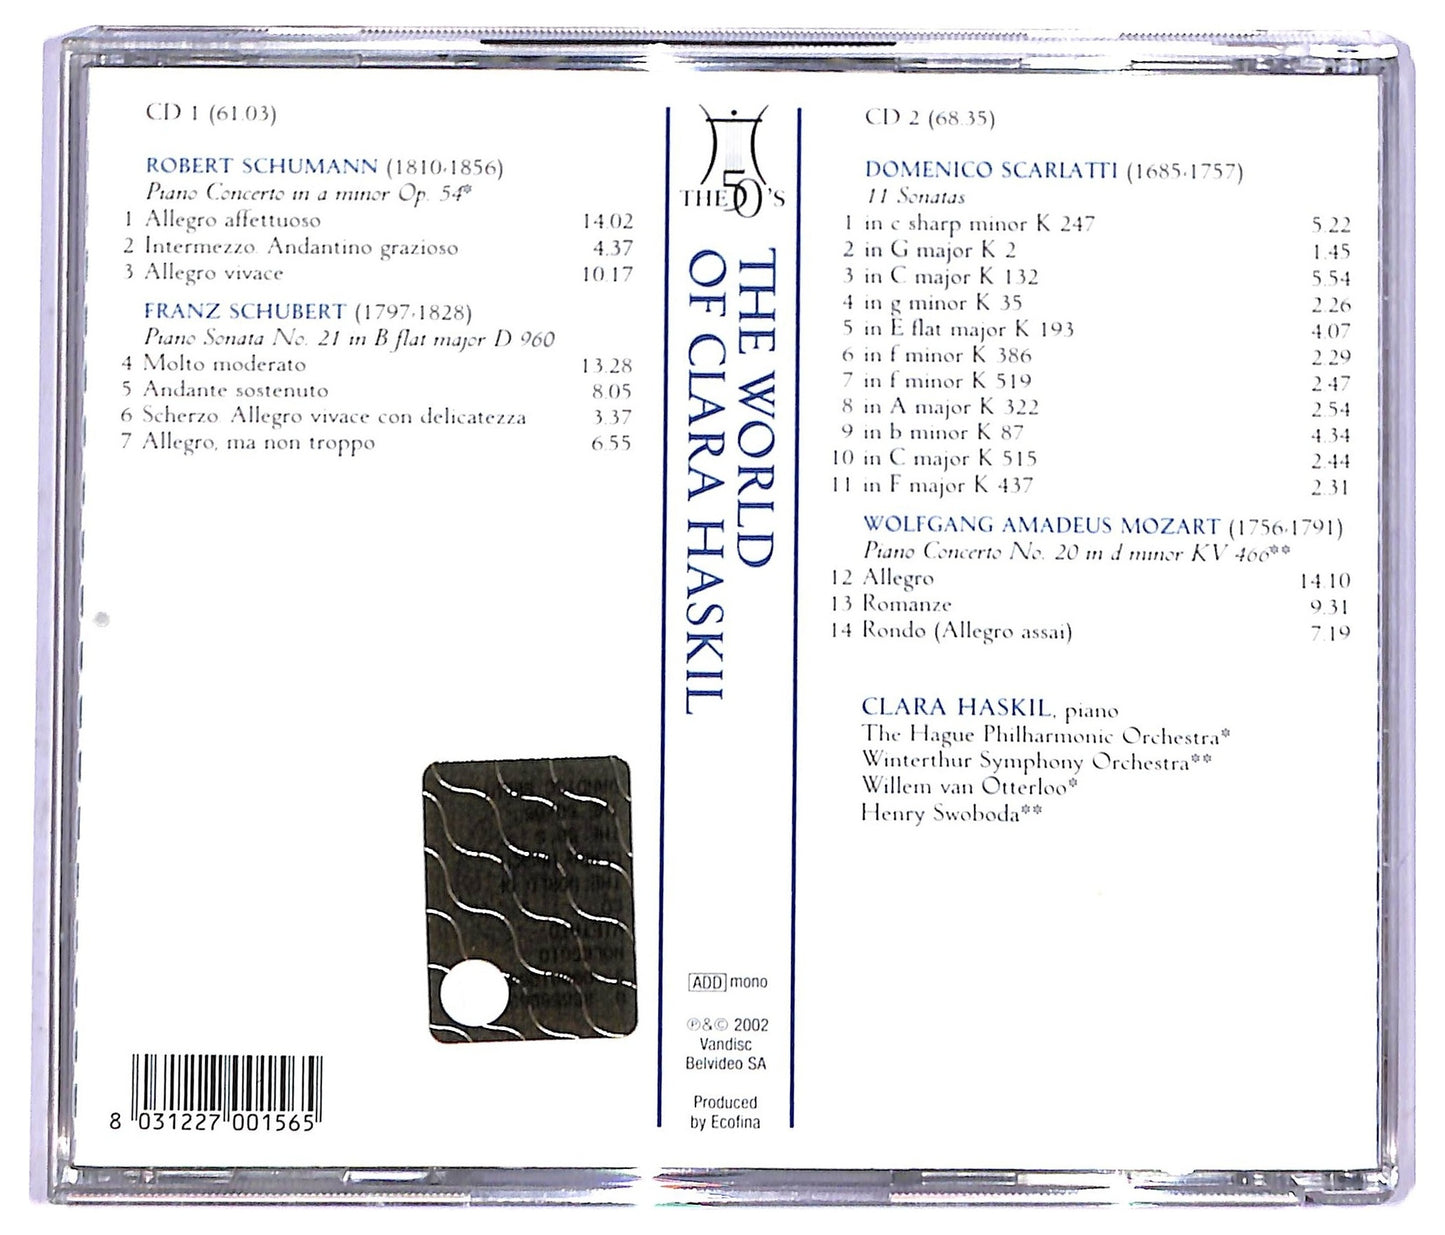 CD 1 (61.03)
ROBERT SCHUMANN (1810-1856)
Piano Concerto in a minor Op. 54*
1 Allegro affettuoso 14.02
2 Intermezzo. Andantino grazioso 4.37
3 Allegro vivace 10.17
FRANZ SCHUBERT (1797-1828)
Piano Sonata No. 21 in B flat major D 960
4 Molto moderato 13.28
5 Andante sostenuto 8.05
6 Scherzo. Allegro vivace con delicatezza 3.37
7 Allegro, ma non troppo 6.55
8 031227 001565
THE 50'S
THE WORLD
OF CLARA HASKIL
ADD mono
℗&© 2002
Vandisc
Belvideo SA
Produced
by Ecofina
CD 2 (68.35)
DOMENICO SCARLATTI (1685-1757)
11 Sonatas
1 in c sharp minor K 247 5.22
2 in G major K 2 1.45
3 in C major K 132 5.54
4 in g minor K 35 2.26
5 in E flat major K 193 4.07
6 in f minor K 386 2.29
7 in f minor K 519 2.47
8 in A major K 322 2.54
9 in b minor K 87 4.34
10 in C major K 515 2.44
11 in F major K 437 2.31
WOLFGANG AMADEUS MOZART (1756-1791)
Piano Concerto No. 20 in d minor KV 466**
12 Allegro 14.10
13 Romanze 9.31
14 Rondo (Allegro assai) 7.19
CLARA HASKIL, piano
The Hague Philharmonic Orchestra*
Winterthur Symphony Orchestra**
Willem van Otterloo*
Henry Swoboda**